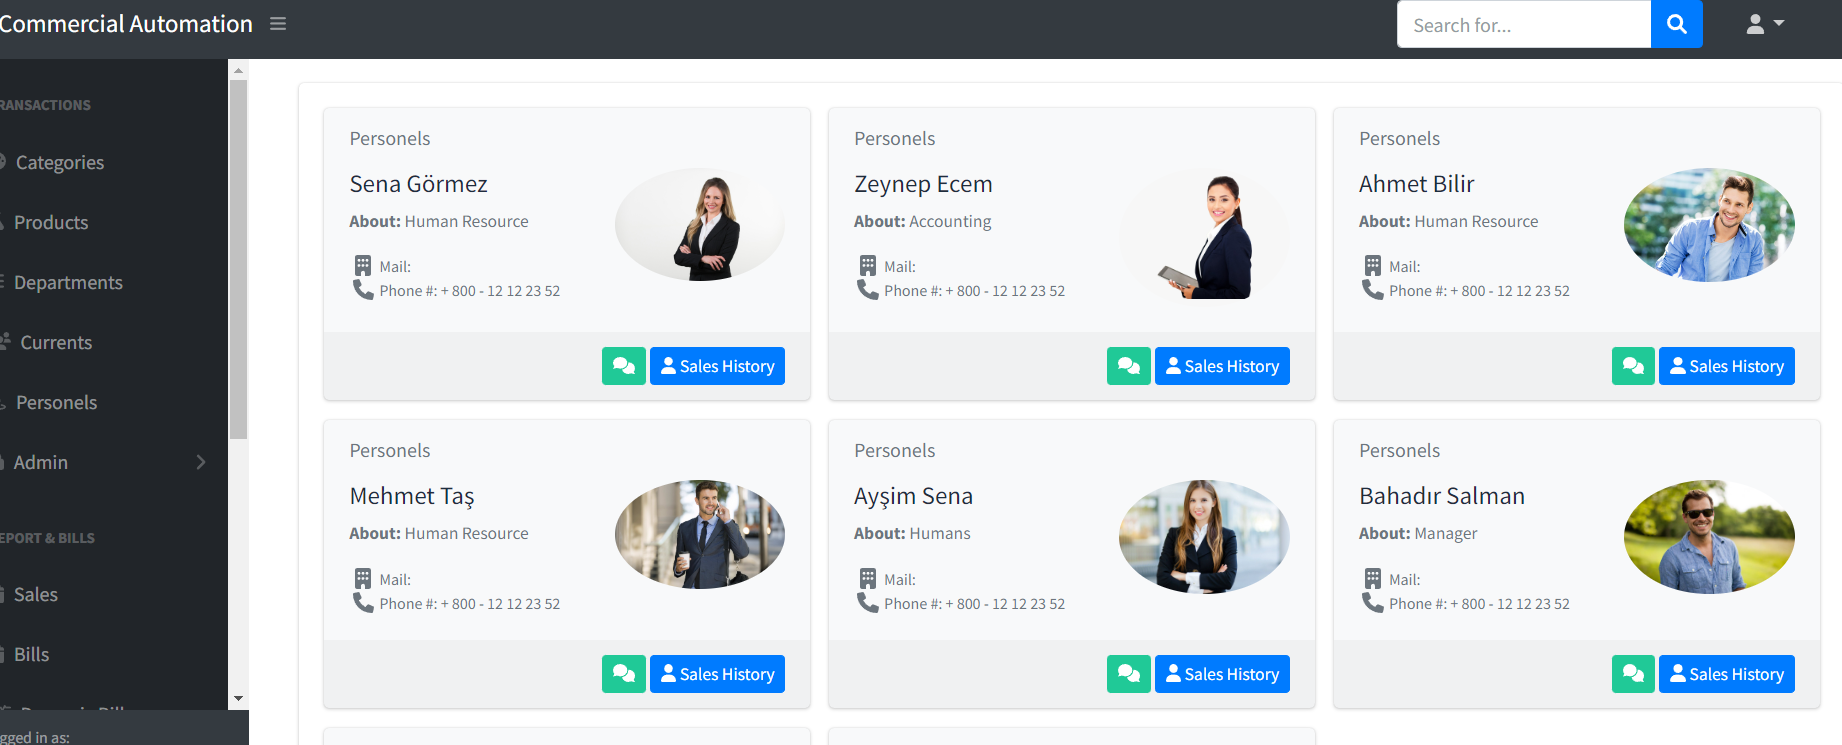 Commercial Automation
Search for...
RANSACTIONS
Categories
Products
Departments
Currents
Personels
Admin
EPORT & BILLS
Sales
Bills
gged in as:
Personels
Sena Görmez
About: Human Resource
Mail:
Phone #: + 800 - 12 12 23 52
Sales History
Personels
Zeynep Ecem
About: Accounting
Mail:
Phone #: + 800 - 12 12 23 52
Sales History
Personels
Ahmet Bilir
About: Human Resource
Mail:
Phone #: + 800 - 12 12 23 52
Sales History
Personels
Mehmet Taş
About: Human Resource
Mail:
Phone #: + 800 - 12 12 23 52
Sales History
Personels
Ayşim Sena
About: Humans
Mail:
Phone #: + 800 - 12 12 23 52
Sales History
Personels
Bahadır Salman
About: Manager
Mail:
Phone #: + 800 - 12 12 23 52
Sales History